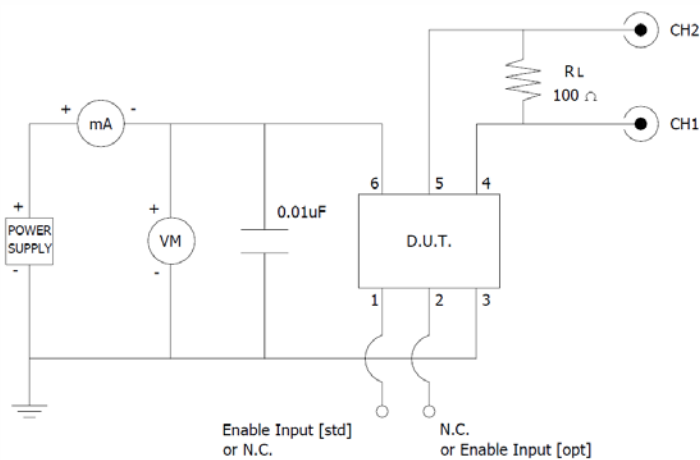 CH2
RL
100 Ω
CH1
+
-
mA
6
5
4
+
POWER
SUPPLY
-
+
VM
-
0.01uF
D.U.T.
1
2
3
Enable Input [std]
or N.C.
N.C.
or Enable Input [opt]